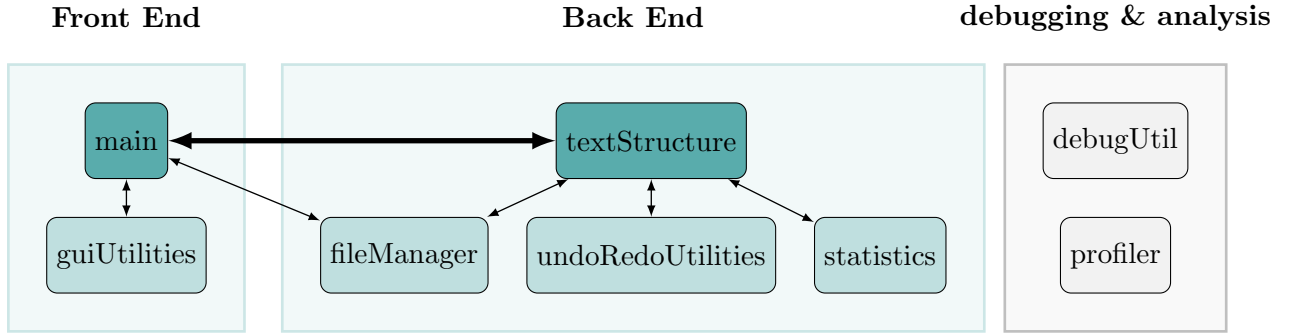 Front End
Back End
debugging & analysis
main
textStructure
debugUtil
guiUtilities
fileManager
undoRedoUtilities
statistics
profiler